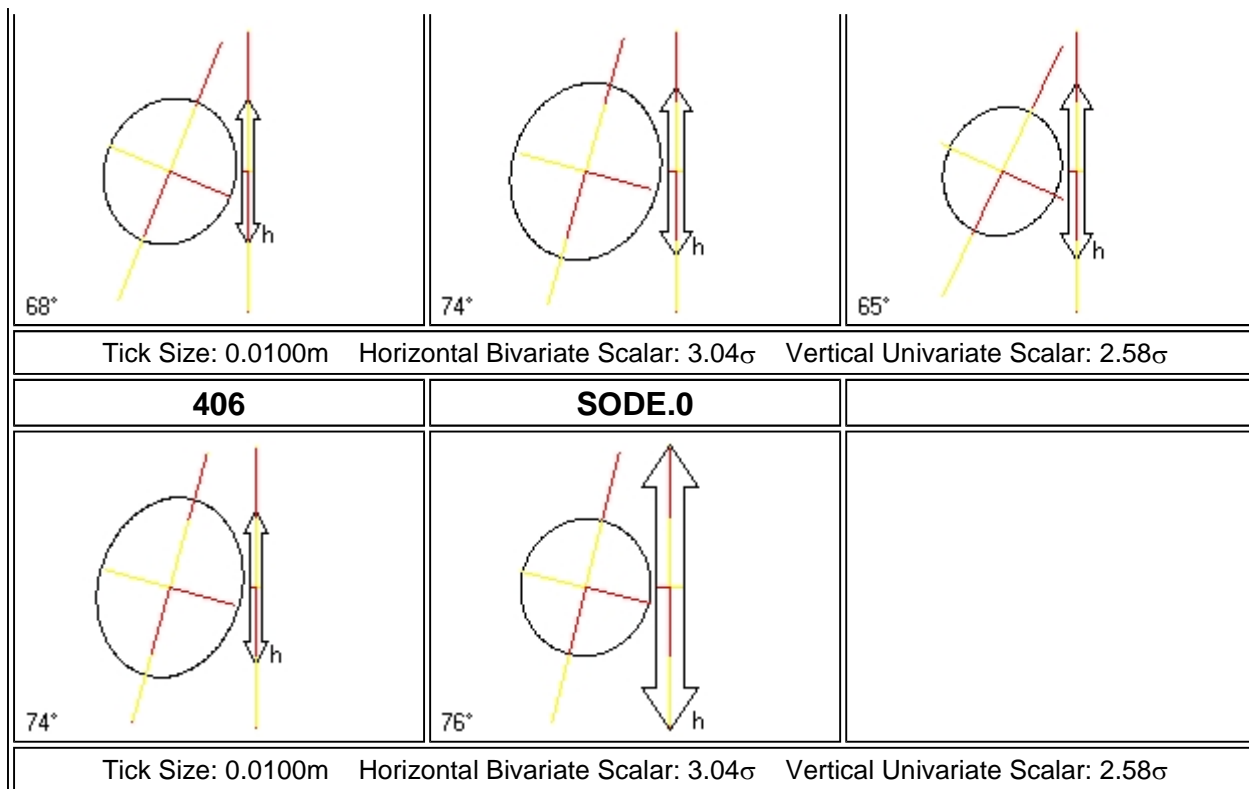 h h h
68° 74° 65°
Tick Size: 0.0100m Horizontal Bivariate Scalar: 3.04σ Vertical Univariate Scalar: 2.58σ
406 SODE.0
h h
74° 76°
Tick Size: 0.0100m Horizontal Bivariate Scalar: 3.04σ Vertical Univariate Scalar: 2.58σ